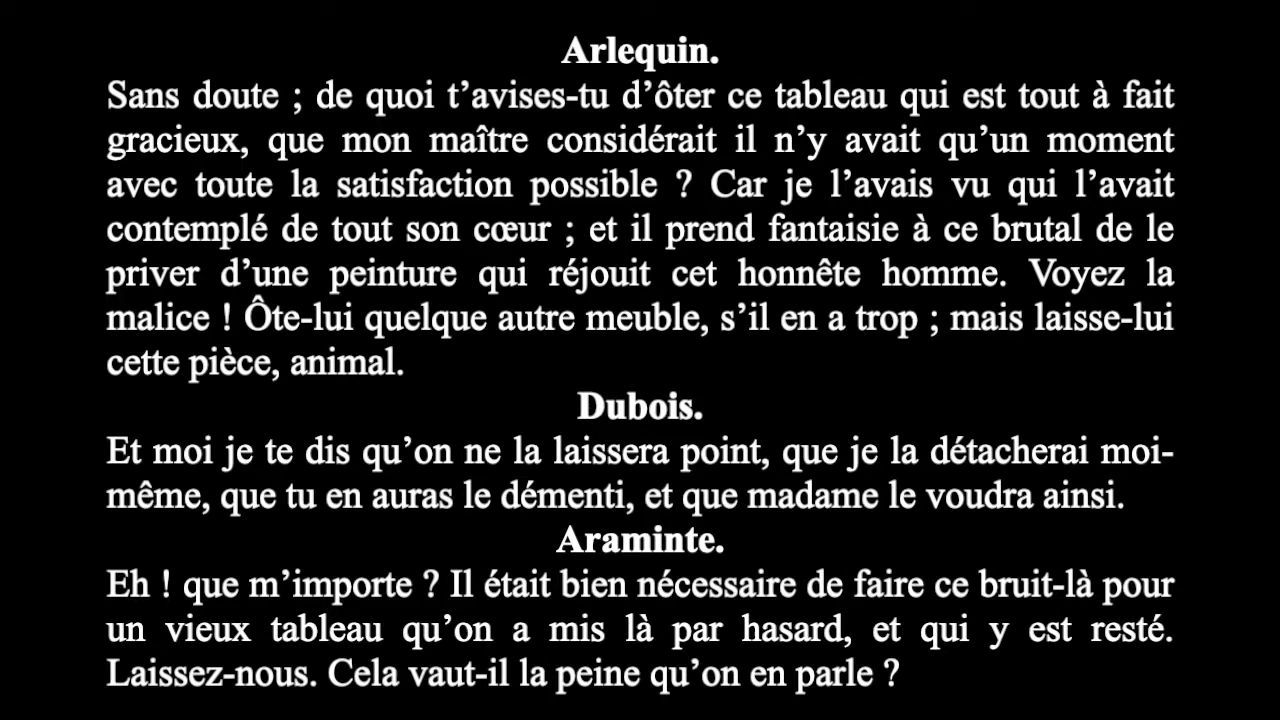 Arlequin.
Sans doute ; de quoi t’avises-tu d’ôter ce tableau qui est tout à fait
gracieux, que mon maître considérait il n’y avait qu’un moment
avec toute la satisfaction possible ? Car je l’avais vu qui l’avait
contemplé de tout son cœur ; et il prend fantaisie à ce brutal de le
priver d’une peinture qui réjouit cet honnête homme. Voyez la
malice ! Ôte-lui quelque autre meuble, s’il en a trop ; mais laisse-lui
cette pièce, animal.
Dubois.
Et moi je te dis qu’on ne la laissera point, que je la détacherai moi-
même, que tu en auras le démenti, et que madame le voudra ainsi.
Araminte.
Eh ! que m’importe ? Il était bien nécessaire de faire ce bruit-là pour
un vieux tableau qu’on a mis là par hasard, et qui y est resté.
Laissez-nous. Cela vaut-il la peine qu’on en parle ?